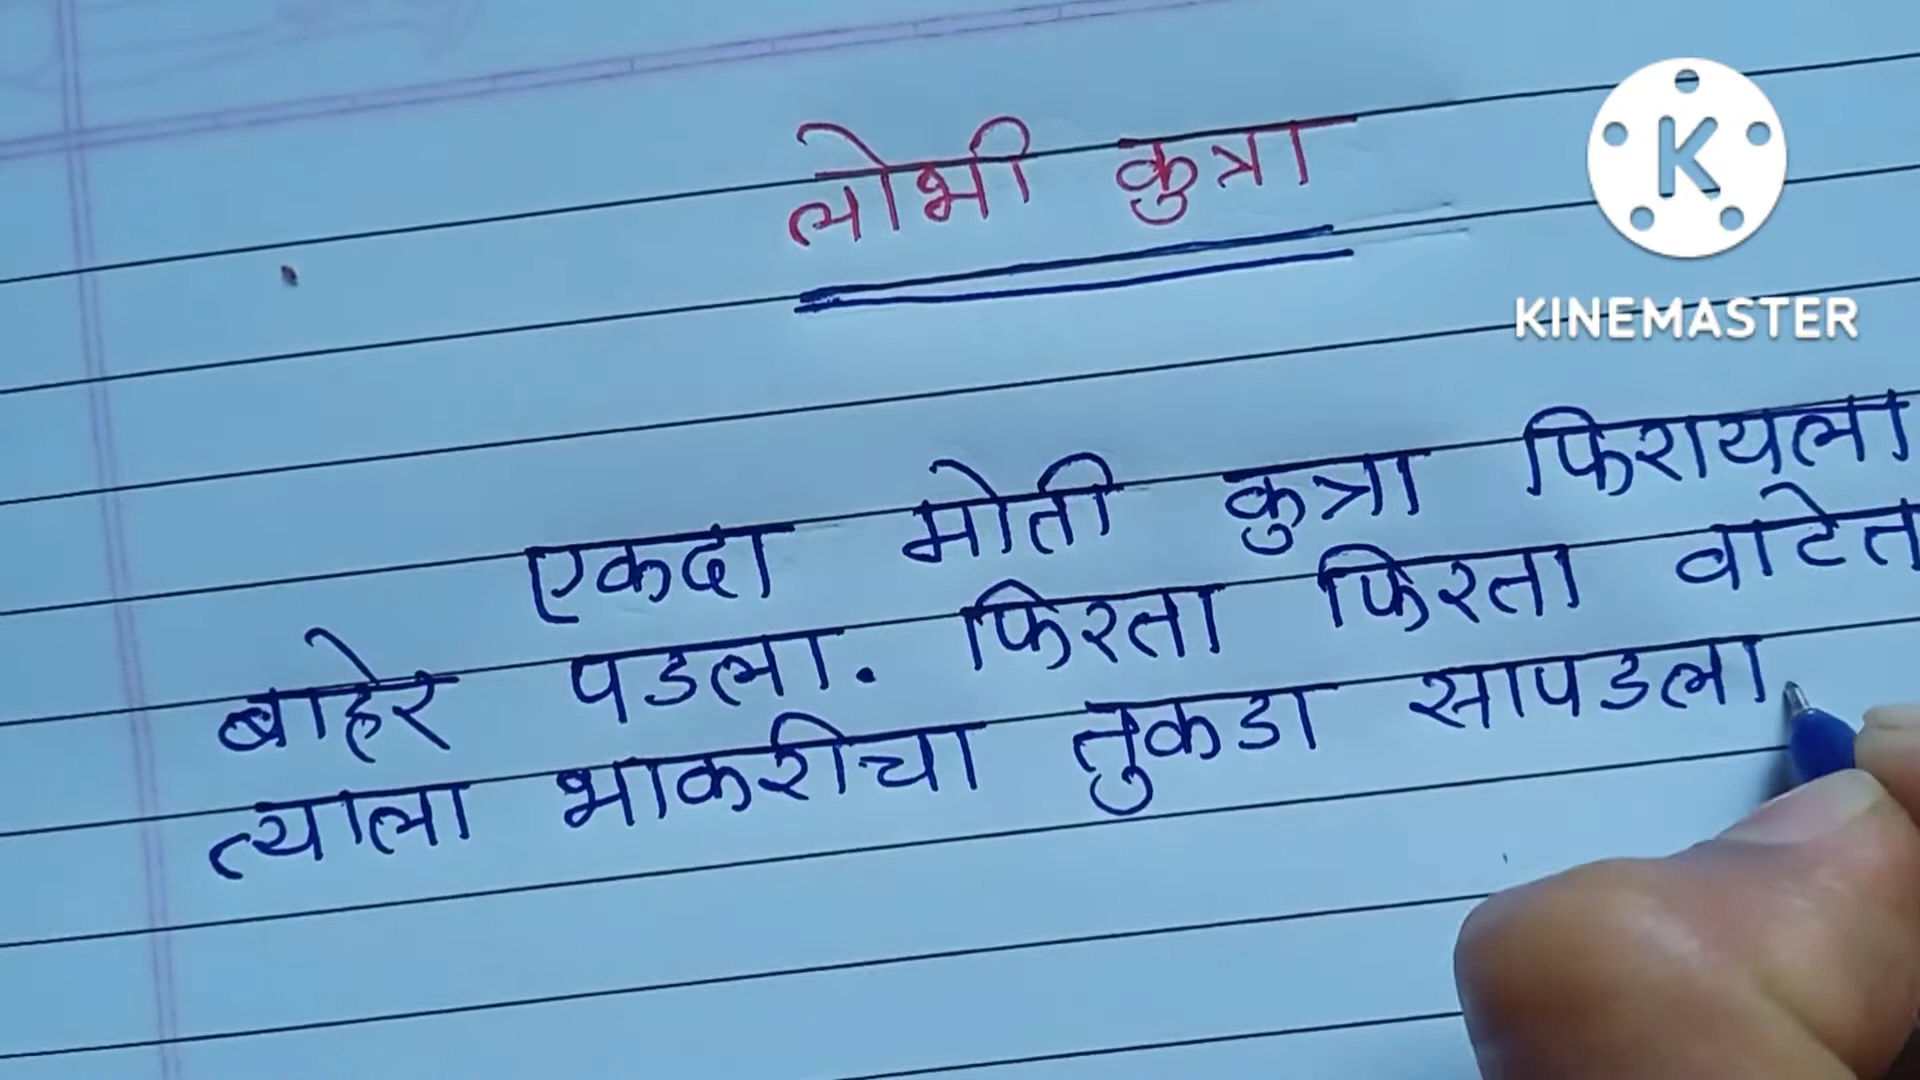 लोभी कुत्रा
KINEMASTER
एकदा मोती कुत्रा फिरायला
बाहेर पडला. फिरता फिरता वाटेत
त्याला भाकरीचा तुकडा सापडला